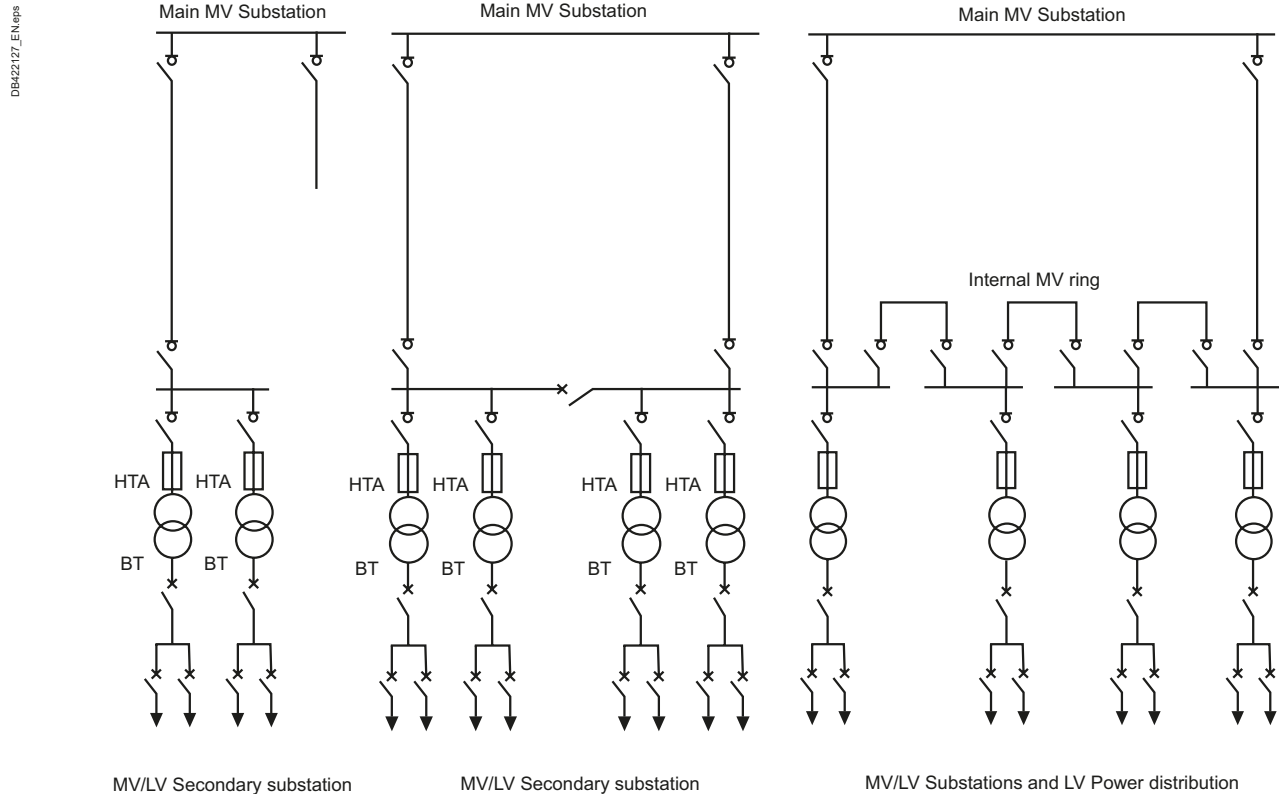 DB422127_EN.eps
Main MV Substation
Main MV Substation
Main MV Substation
Internal MV ring
HTA HTA
HTA HTA HTA HTA
BT BT
BT BT BT BT
MV/LV Secondary substation
MV/LV Secondary substation
MV/LV Substations and LV Power distribution